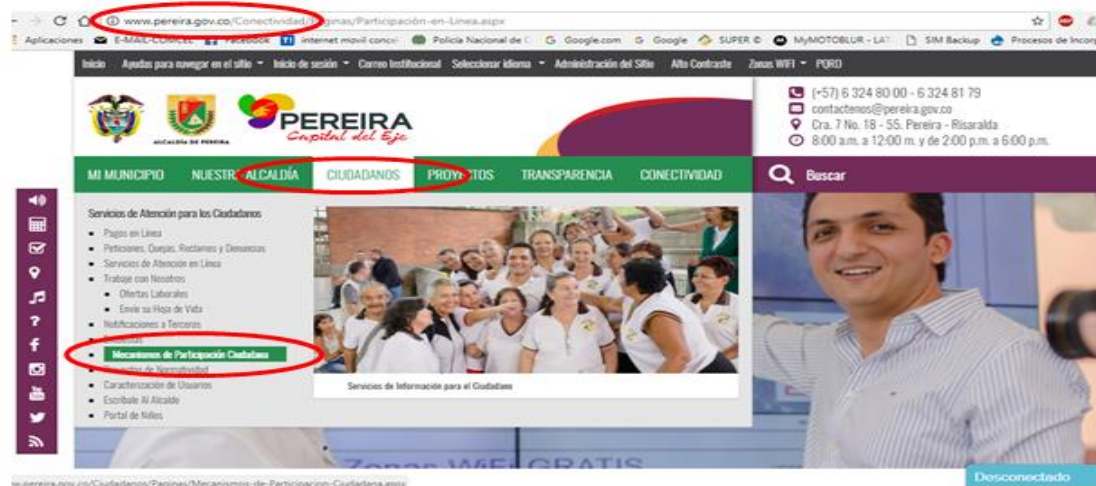 www.pereira.gov.co/Conectividad/Paginas/Participación-en-Linea.aspx
Aplicaciones E-MAIL-COMCEL Facebook internet movil comcel Policia Nacional de C Google.com Google SUPER © MyMOTOBLUR - LAT SIM Backup Procesos de Incorp
Inicio Ayudas para navegar en el sitio Inicio de sesión Correo Institucional Seleccionar idioma Administración del Sitio Alto Contraste Zonas WIFI PQRD
ALCALDÍA DE PEREIRA
PEREIRA
Capital del Eje
(+57) 6 324 80 00 - 6 324 81 79
contactenos@pereira.gov.co
Cra. 7 No. 18 - 55. Pereira - Risaralda
8:00 a.m. a 12:00 m. y de 2:00 p.m. a 6:00 p.m.
MI MUNICIPIO NUESTRA ALCALDÍA CIUDADANOS PROYECTOS TRANSPARENCIA CONECTIVIDAD Buscar
Servicios de Atención para los Ciudadanos
Pagos en Línea
Peticiones, Quejas, Reclamos y Denuncias
Servicios de Atención en Línea
Trabaje con Nosotros
Ofertas Laborales
Envie su Hoja de Vida
Notificaciones a Terceros
Mecanismos de Participación Ciudadana
Proyectos de Normatividad
Caracterización de Usuarios
Escríbale Al Alcalde
Portal de Niños
Servicios de Información para el Ciudadano
Zonas WiFi GRATIS
www.pereira.gov.co/Ciudadanos/Paginas/Mecanismos-de-Participacion-Ciudadana.aspx
Desconectado